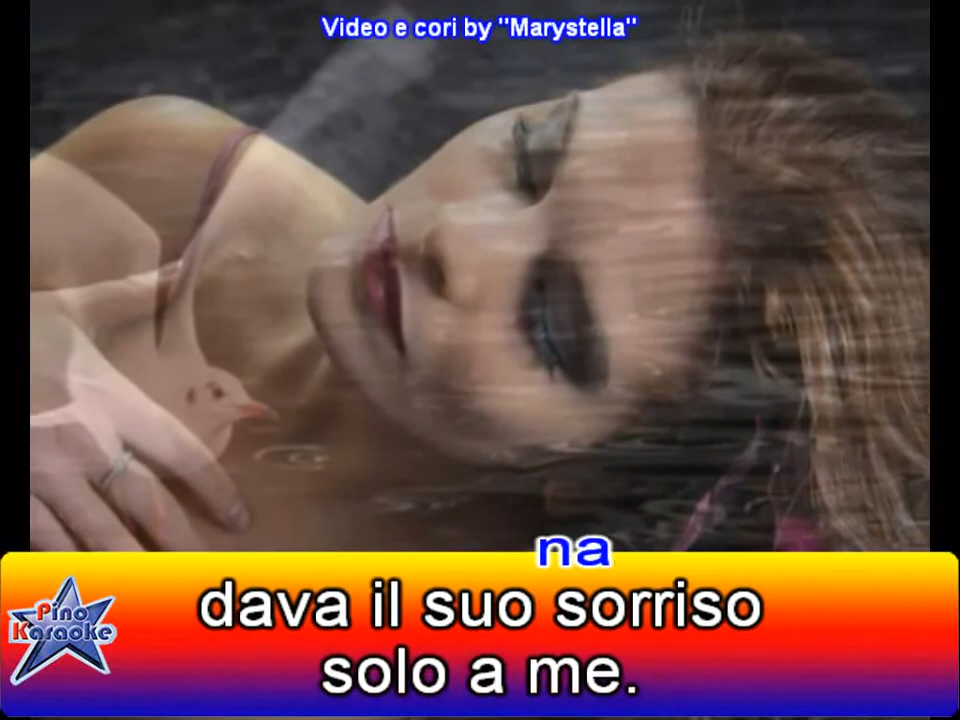 Video e cori by "Marystella"
na
dava il suo sorriso
solo a me.
Pino
Karaoke